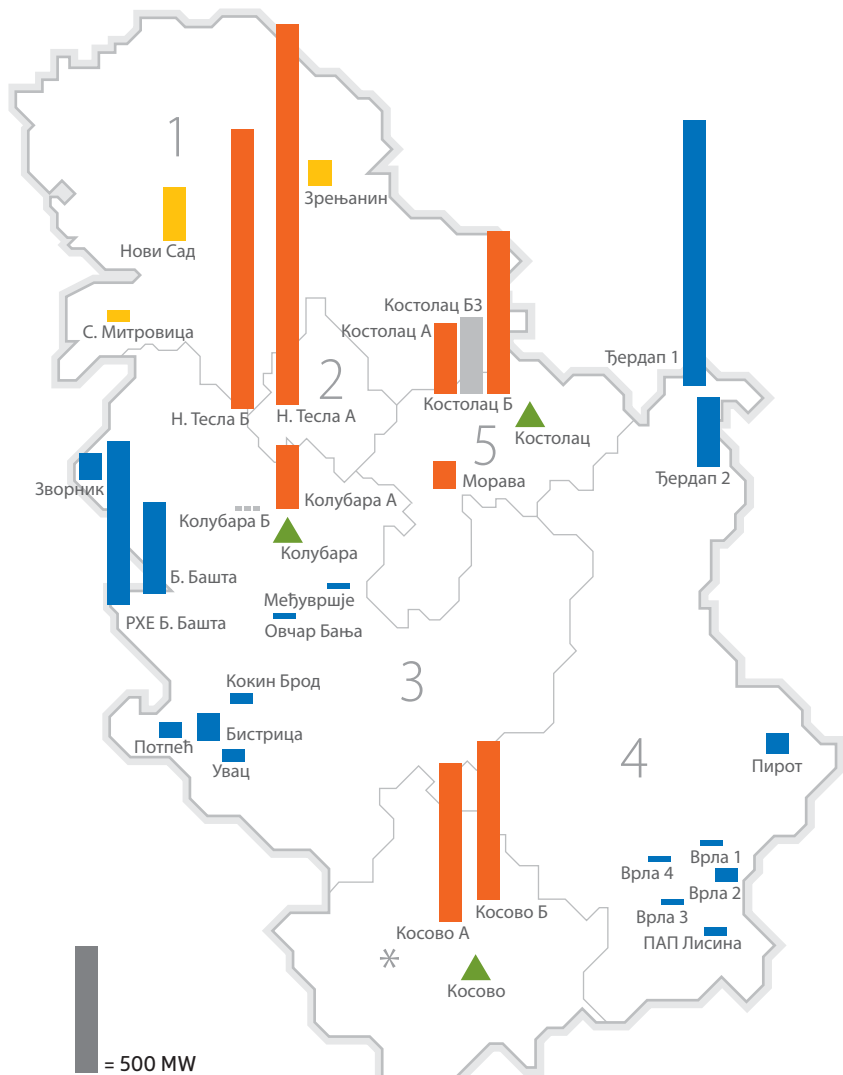 1
Зрењанин
Нови Сад
С. Митровица
Костолац Б3
Костолац А
Ђердап 1
2
Н. Тесла Б
Н. Тесла А
Костолац Б
Костолац
5
Ђердап 2
Морава
Зворник
Колубара А
Колубара Б
Колубара
Б. Башта
Међувршје
РХЕ Б. Башта
Овчар Бања
3
Кокин Брод
Бистрица
Потпећ
Увац
4
Пирот
Врла 1
Врла 4
Врла 2
Врла 3
Косово Б
Косово А
ПАП Лисина
*
Косово
= 500 MW